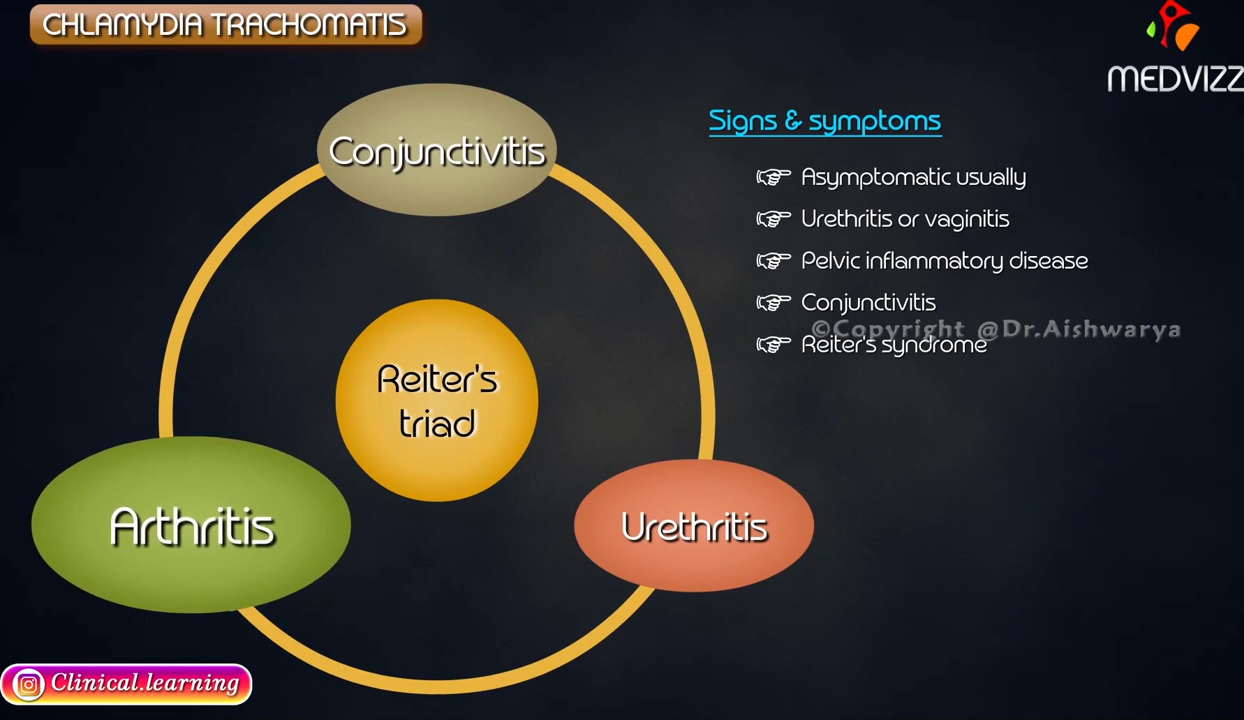 CHLAMYDIA TRACHOMATIS
MEDVIZZ
Conjunctivitis
Reiter's
triad
Arthritis
Urethritis
Signs & symptoms
Asymptomatic usually
Urethritis or vaginitis
Pelvic inflammatory disease
Conjunctivitis
©Copyright @Dr.Aishwarya
Reiter's syndrome
Clinical.learning